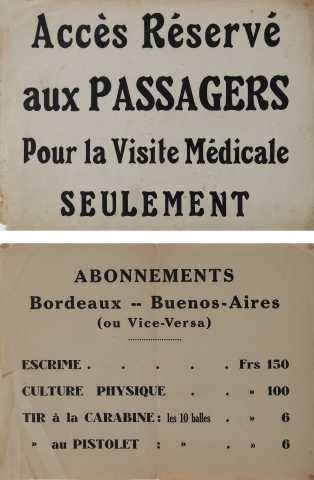 Accès Réservé
aux PASSAGERS
Pour la Visite Médicale
SEULEMENT
ABONNEMENTS
Bordeaux -- Buenos-Aires
(ou Vice-Versa)
ESCRIME . . . . . Frs 150
CULTURE PHYSIQUE . » 100
TIR à la CARABINE : les 10 balles . » 6
» au PISTOLET : » . » 6